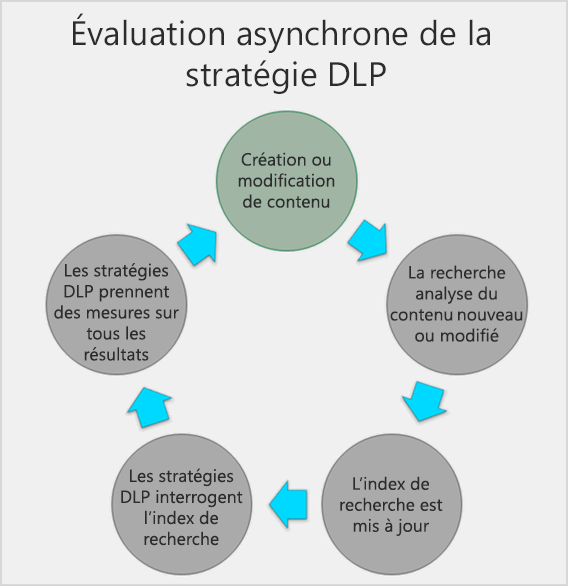 Évaluation asynchrone de la
stratégie DLP
Création ou
modification
de contenu
La recherche
analyse du
contenu nouveau
ou modifié
L’index de
recherche est
mis à jour
Les stratégies
DLP interrogent
l’index de
recherche
Les stratégies
DLP prennent
des mesures sur
tous les
résultats